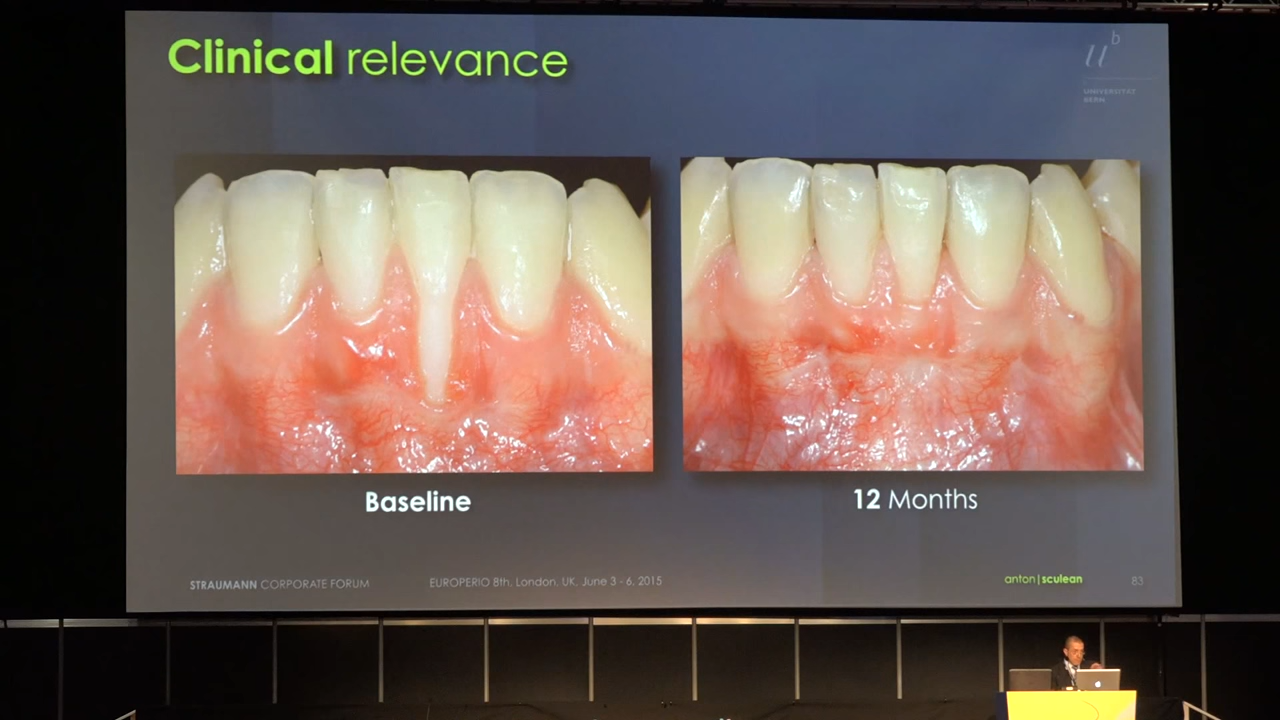 Clinical relevance
u
b
UNIVERSITÄT
BERN
Baseline
12 Months
STRAUMANN CORPORATE FORUM
EUROPERIO 8th, London, UK, June 3 - 6, 2015
anton|sculean
83